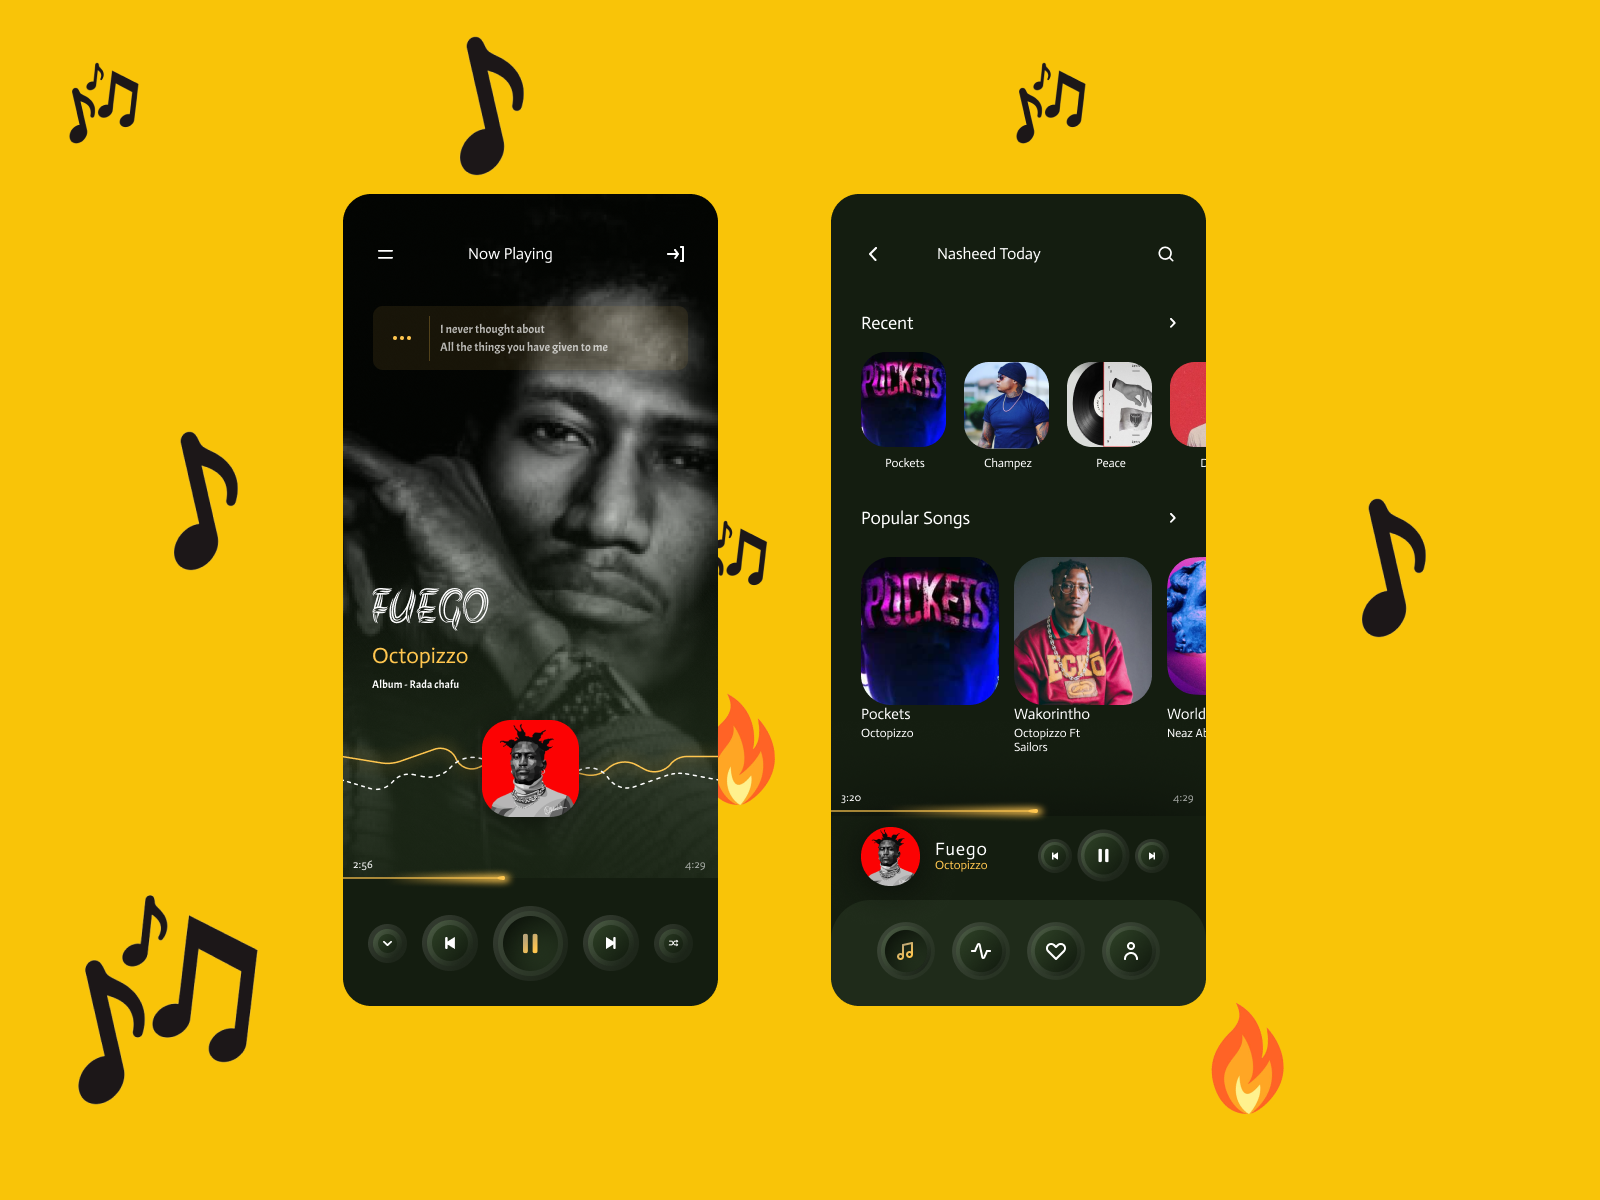 Now Playing
I never thought about
All the things you have given to me
FUEGO
Octopizzo
Album - Rada chafu
2:56
4:29
Nasheed Today
Recent
POCKETS
Pockets
Champez
Peace
D
Popular Songs
POCKETS
ECKO
Pockets
Octopizzo
Wakorintho
Octopizzo Ft
Sailors
World
Neaz Ab
3:20
4:29
Fuego
Octopizzo